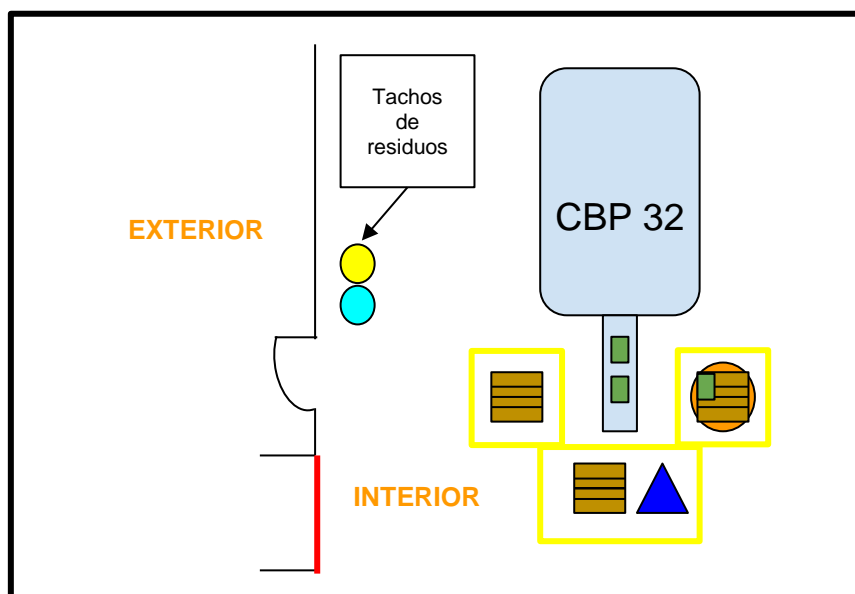 Tachos
de
residuos
EXTERIOR
CBP 32
INTERIOR